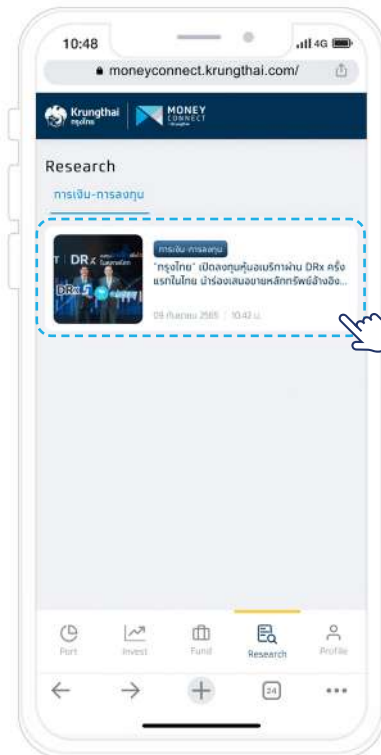 10:48
4G
moneyconnect.krungthai.com/
Krungthai
กรุงไทย
MONEY
CONNECT
Research
การเงิน-การลงทุน
การเงิน-การลงทุน
"กรุงไทย" เปิดลงทุนหุ้นอเมริกาผ่าน DRx ครั้ง
แรกในไทย นำร่องเสนอขายหลักทรัพย์อ้างอิง...
DRx
DRx
09 กันยายน 2565 | 10.42 น.
Port
Invest
Fund
Research
Profile
24